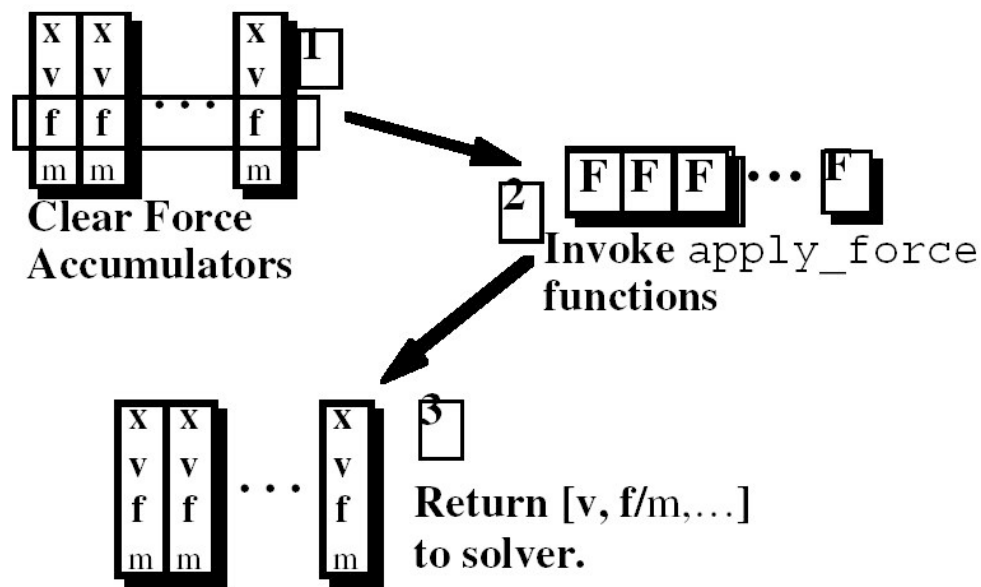 x x ... x
v v v
f f f
m m m
1
Clear Force
Accumulators
2
F F F ... F
Invoke apply_force
functions
x x x
v v v
f f ... f
m m m
3
Return [v, f/m,...]
to solver.